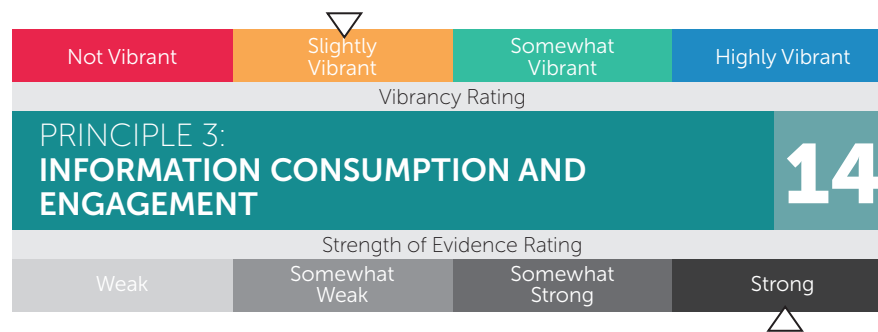 Not Vibrant
Slightly
Vibrant
Somewhat
Vibrant
Highly Vibrant
Vibrancy Rating
PRINCIPLE 3:
INFORMATION CONSUMPTION AND
ENGAGEMENT
14
Strength of Evidence Rating
Weak
Somewhat
Weak
Somewhat
Strong
Strong